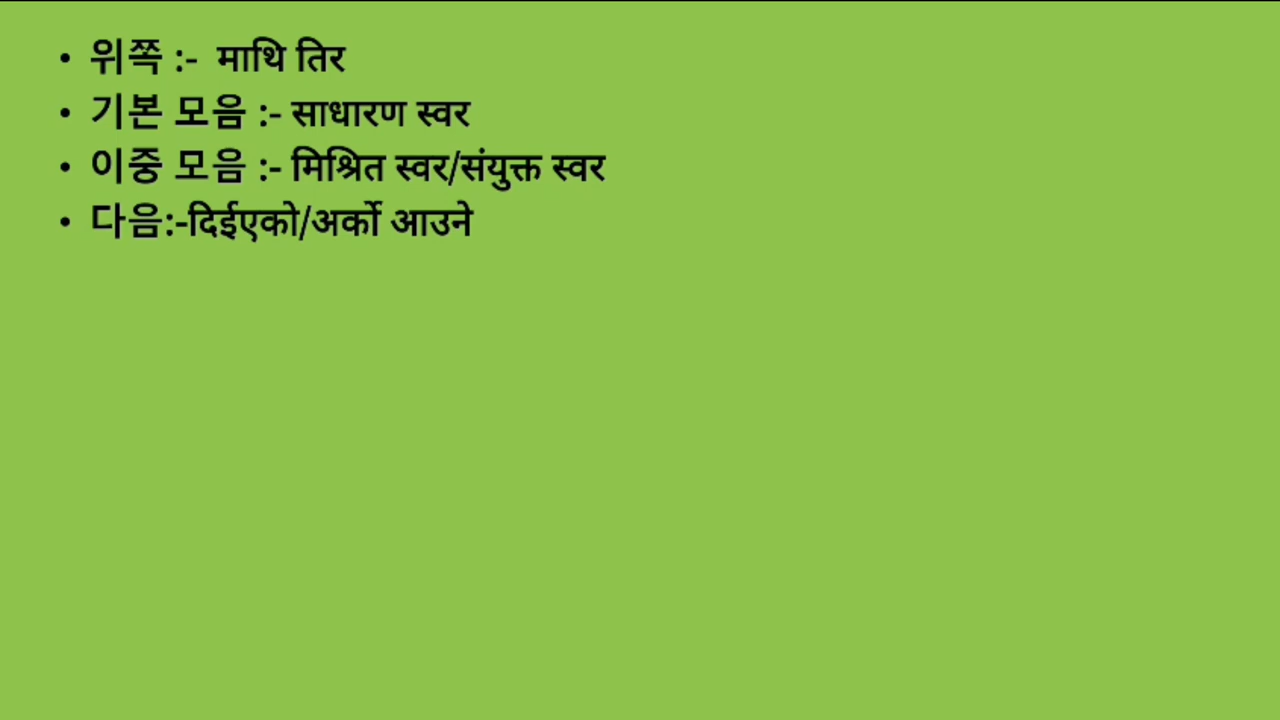 • 위쪽 :-  माथि तिर
• 기본 모음 :- साधारण स्वर
• 이중 모음 :- मिश्रित स्वर/संयुक्त स्वर
• 다음:-दिईएको/अर्को आउने